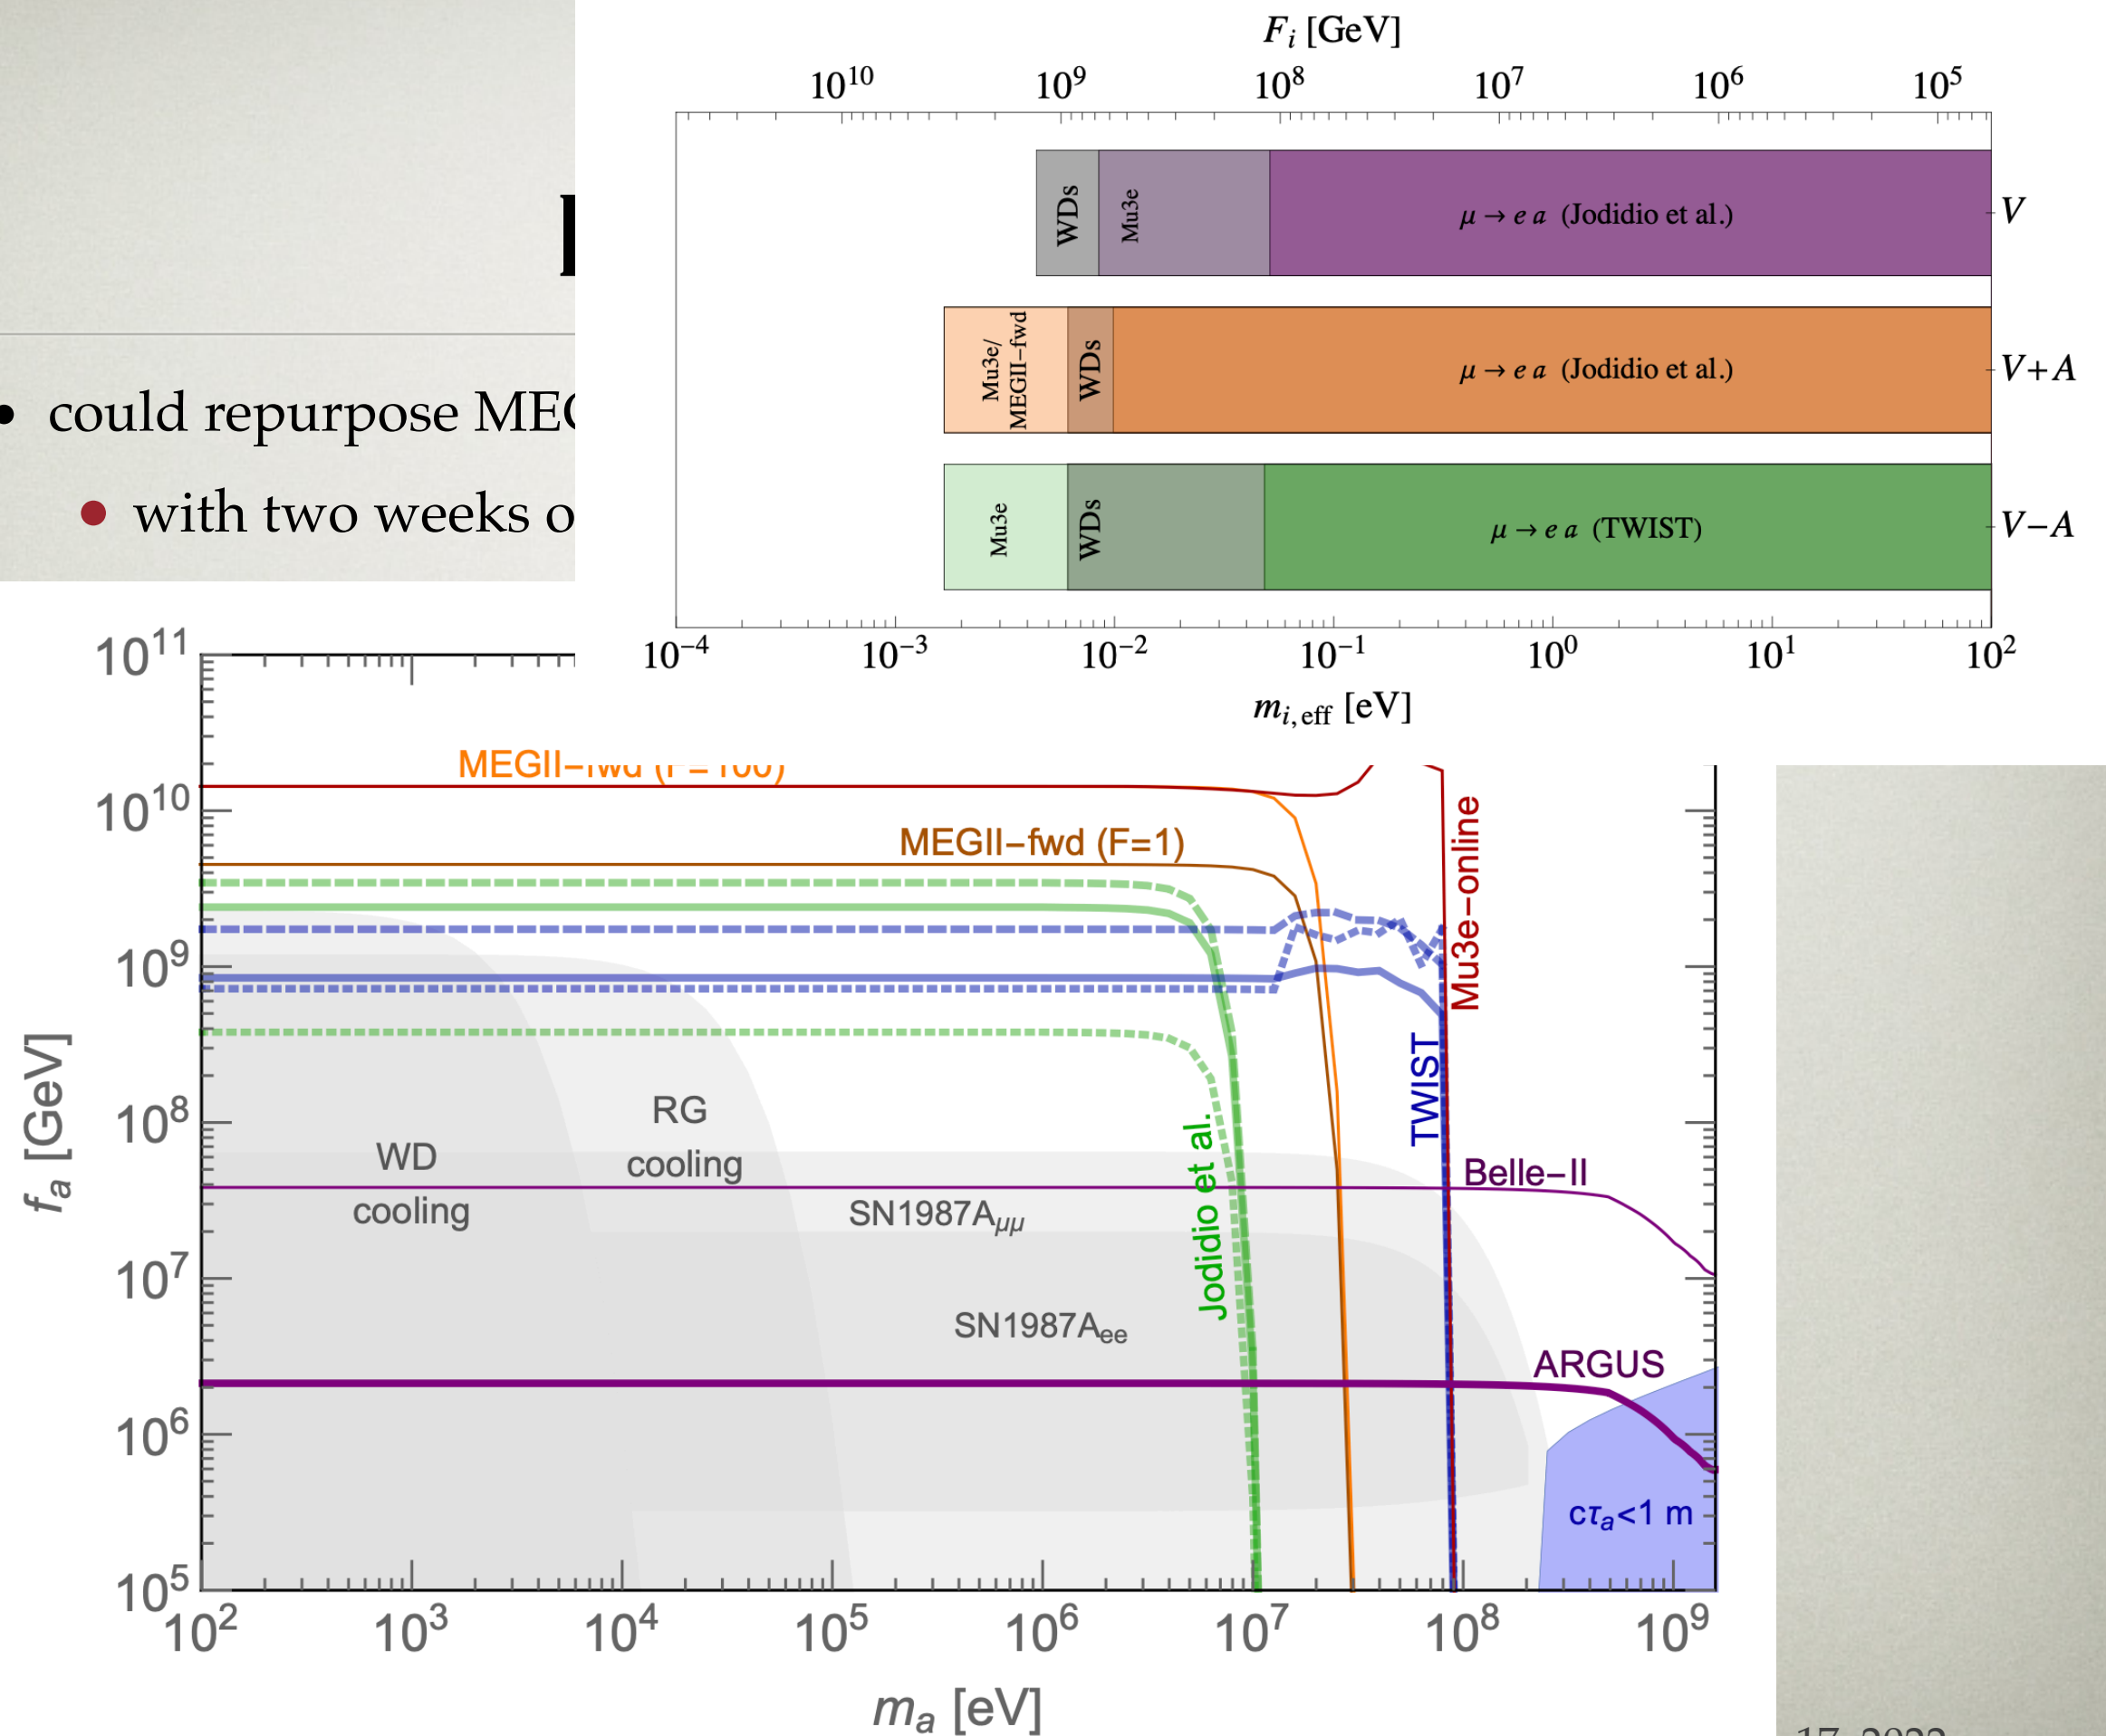 F_i [GeV]
10^10 10^9 10^8 10^7 10^6 10^5
WDs
Mu3e
μ → e a (Jodidio et al.)
V
Mu3e/
MEGII−fwd
WDs
μ → e a (Jodidio et al.)
V+A
Mu3e
WDs
μ → e a (TWIST)
V−A
10^−4 10^−3 10^−2 10^−1 10^0 10^1 10^2
m_i,eff [eV]
• could repurpose
• with two weeks
10^11
10^10
10^9
10^8
10^7
10^6
10^5
f_a [GeV]
MEGII−fwd (F=100)
MEGII−fwd (F=1)
Mu3e−online
TWIST
RG
cooling
WD
cooling
Belle−II
SN1987A_μμ
Jodidio et al.
SN1987A_ee
ARGUS
cτ_a<1 m
10^2 10^3 10^4 10^5 10^6 10^7 10^8 10^9
m_a [eV]